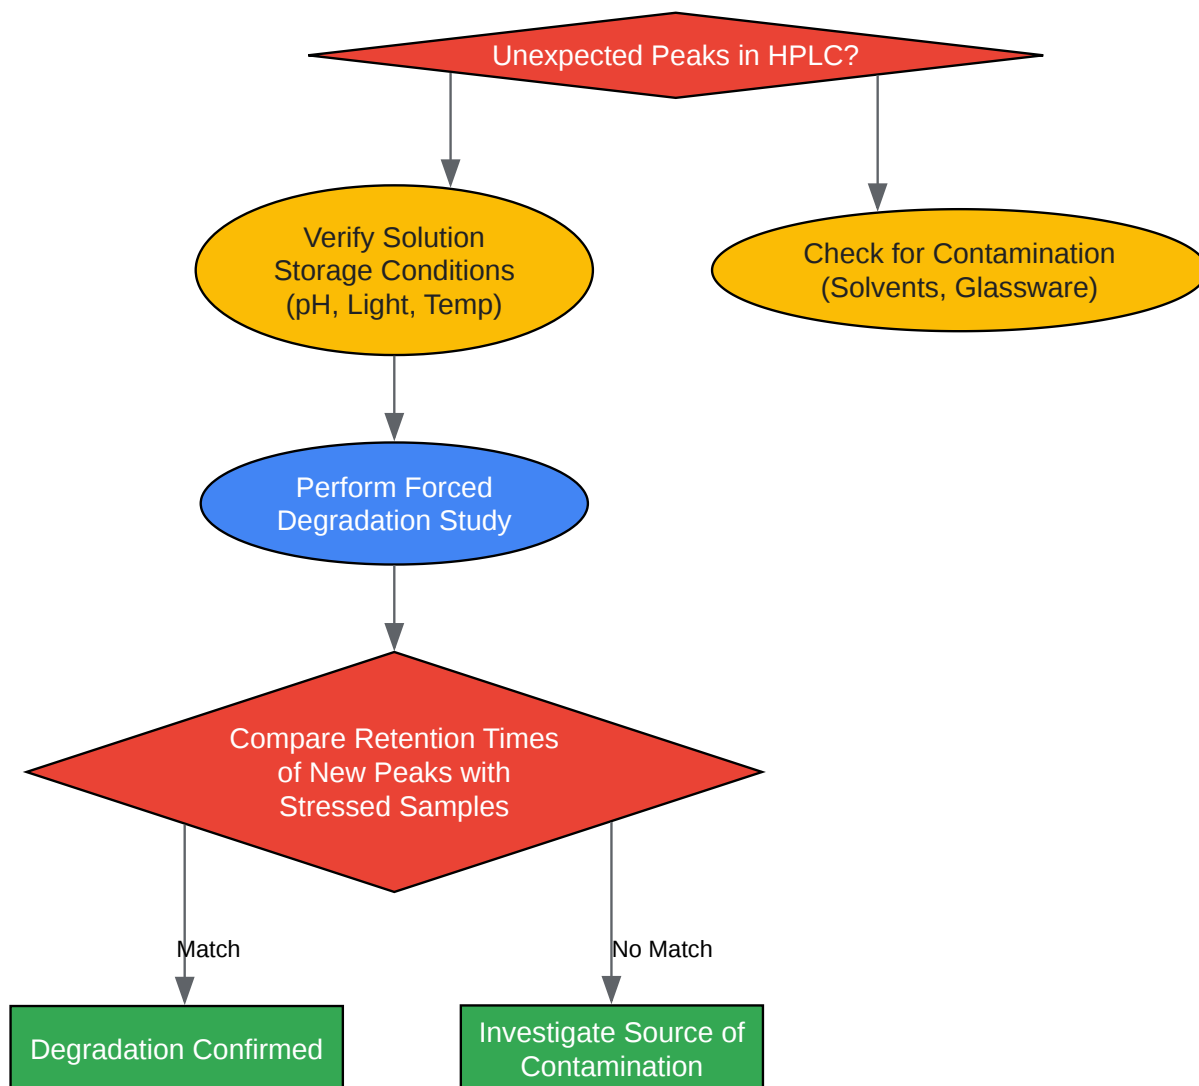 Unexpected Peaks in HPLC?
Verify Solution
Storage Conditions
(pH, Light, Temp)
Check for Contamination
(Solvents, Glassware)
Perform Forced
Degradation Study
Compare Retention Times
of New Peaks with
Stressed Samples
Match
No Match
Degradation Confirmed
Investigate Source of
Contamination